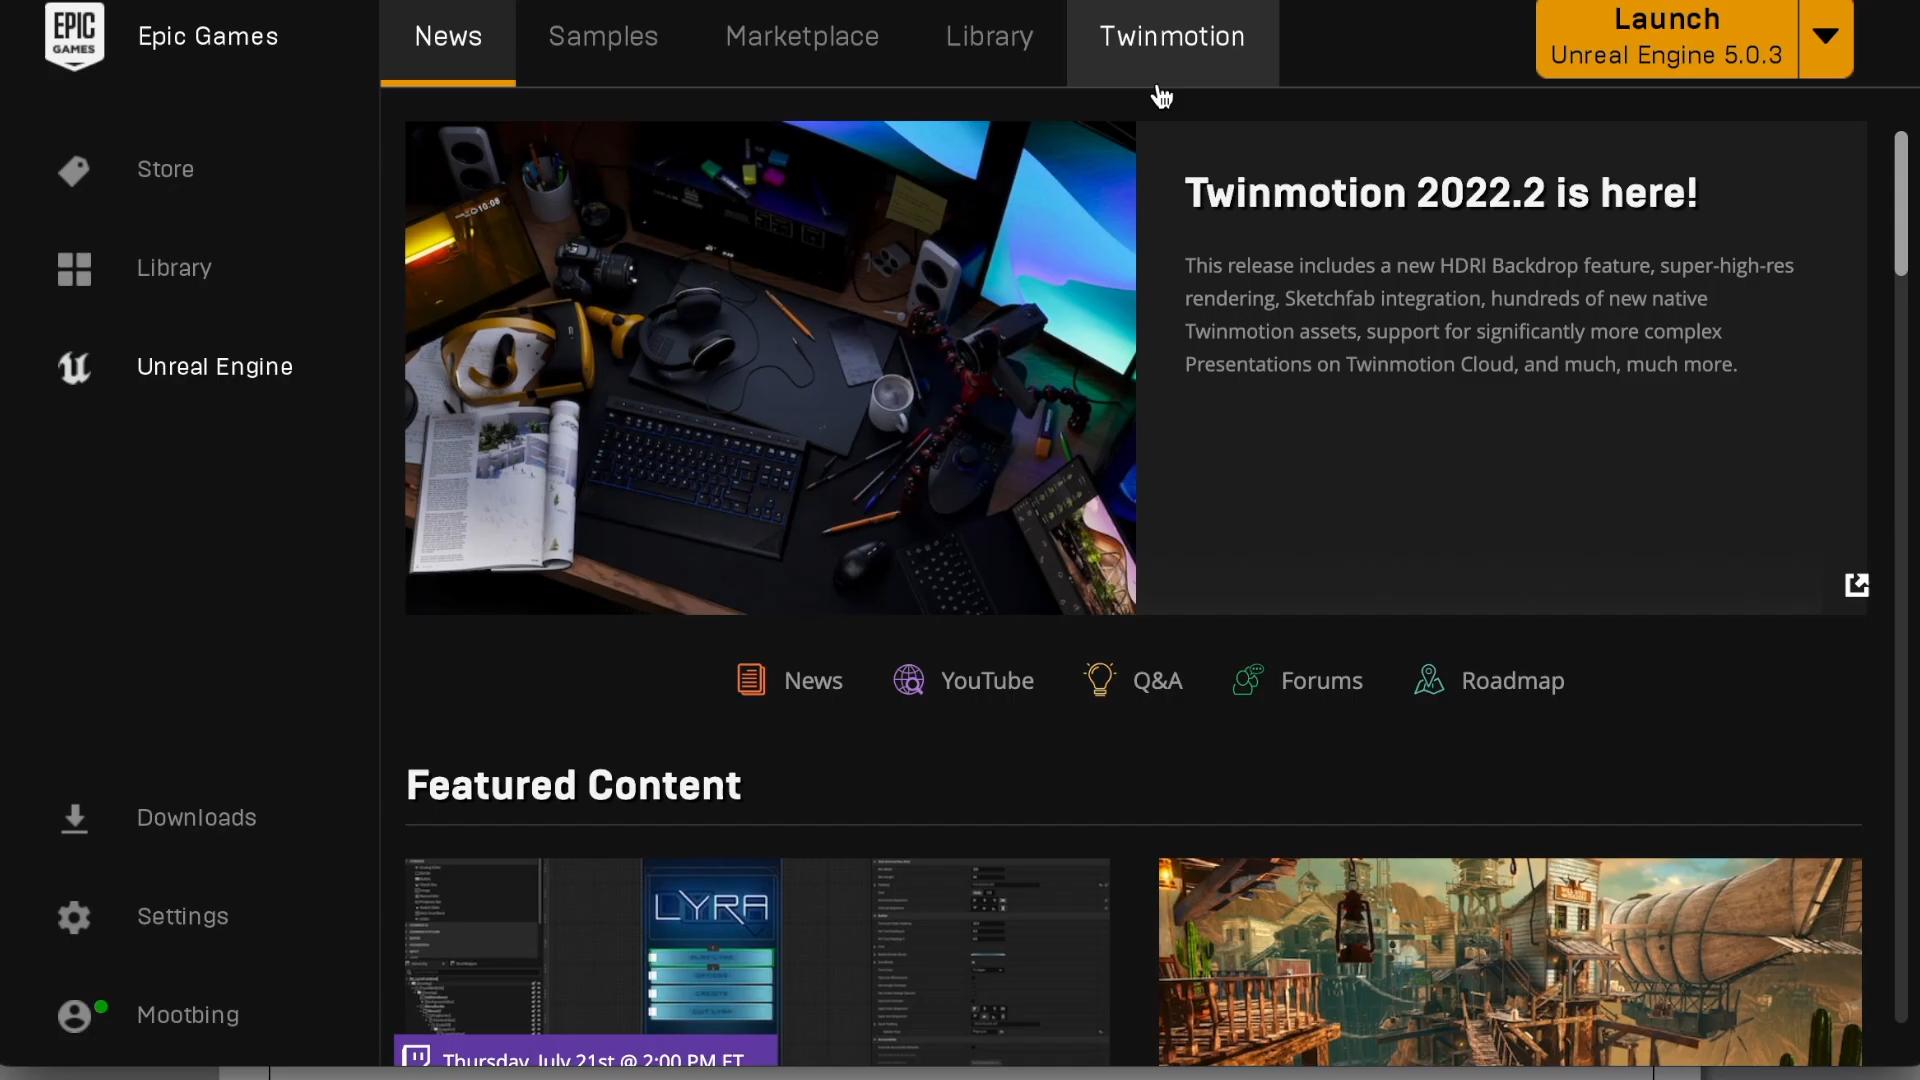 EPIC
GAMES
Epic Games
News
Samples
Marketplace
Library
Twinmotion
Launch
Unreal Engine 5.0.3
Store
Library
Unreal Engine
Downloads
Settings
Mootbing
10:08
Twinmotion 2022.2 is here!
This release includes a new HDRI Backdrop feature, super-high-res
rendering, Sketchfab integration, hundreds of new native
Twinmotion assets, support for significantly more complex
Presentations on Twinmotion Cloud, and much, much more.
News
YouTube
Q&A
Forums
Roadmap
Featured Content
LYRA
Thursday, July 21st @ 2:00 PM ET